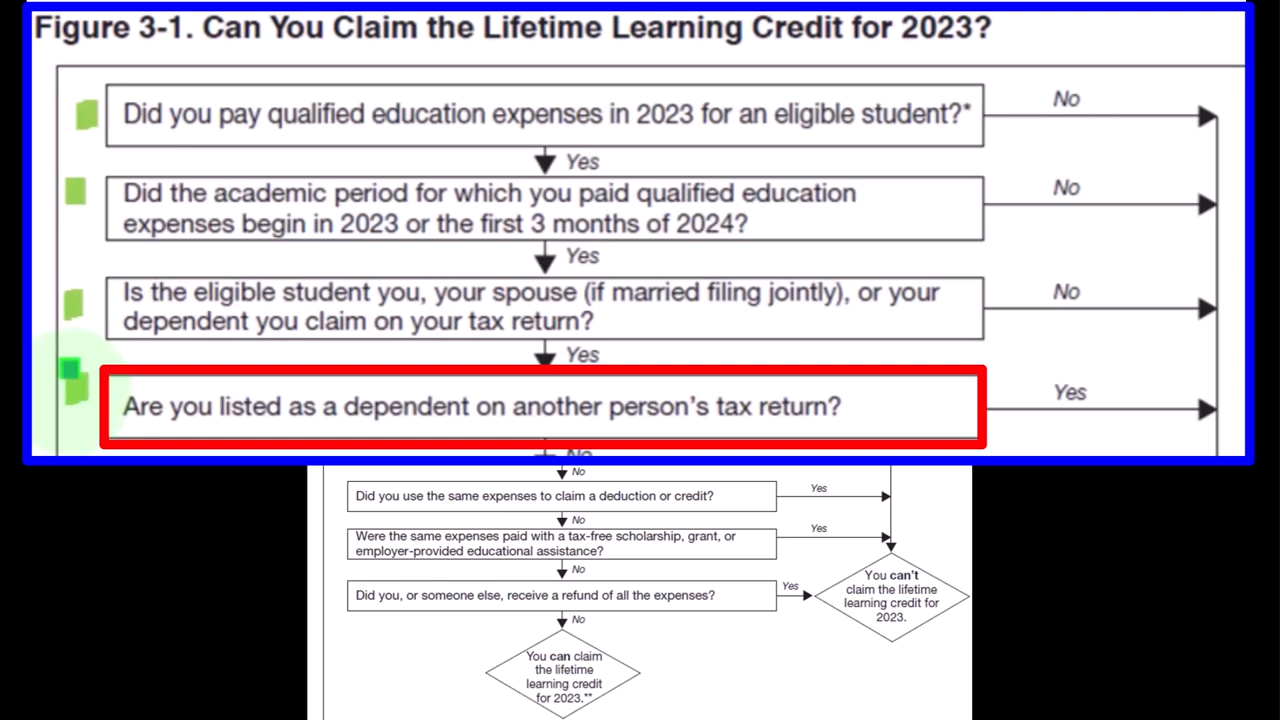 Figure 3-1. Can You Claim the Lifetime Learning Credit for 2023?
Did you pay qualified education expenses in 2023 for an eligible student?*
No
Yes
Did the academic period for which you paid qualified education
expenses begin in 2023 or the first 3 months of 2024?
No
Yes
Is the eligible student you, your spouse (if married filing jointly), or your
dependent you claim on your tax return?
No
Yes
Are you listed as a dependent on another person's tax return?
Yes
No
No
Did you use the same expenses to claim a deduction or credit?
Yes
No
Were the same expenses paid with a tax-free scholarship, grant, or
employer-provided educational assistance?
Yes
No
Did you, or someone else, receive a refund of all the expenses?
Yes
No
You can't
claim the lifetime
learning credit for
2023.
You can claim
the lifetime
learning credit
for 2023.**